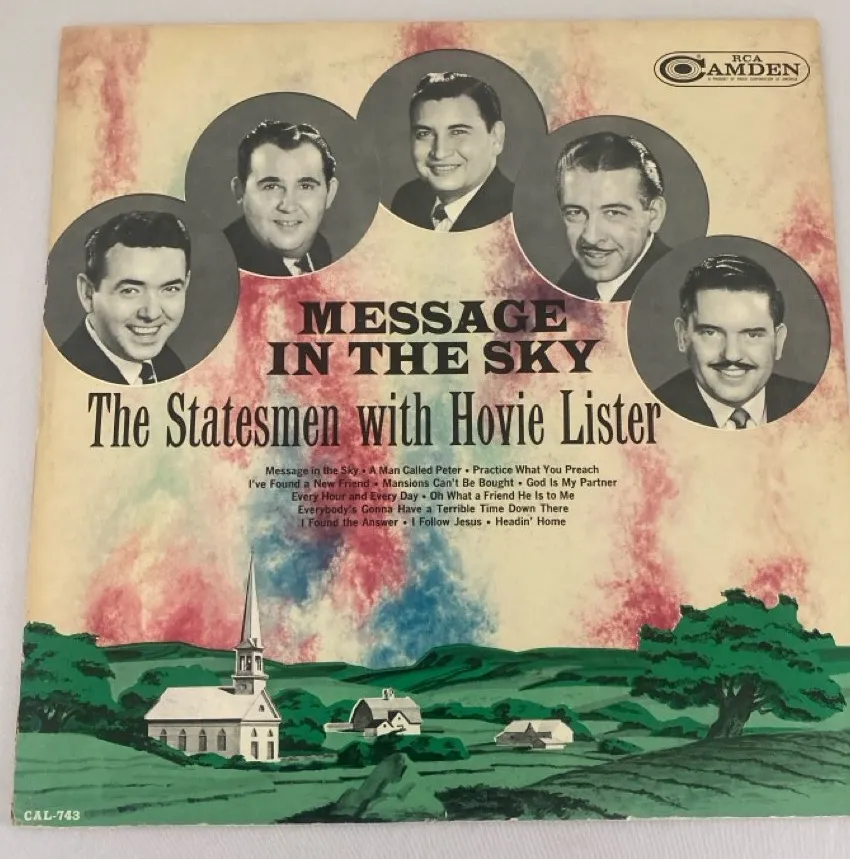 RCA
CAMDEN
MESSAGE
IN THE SKY
The Statesmen with Hovie Lister
Message in the Sky • A Man Called Peter • Practice What You Preach
I've Found a New Friend • Mansions Can't Be Bought • God Is My Partner
Every Hour and Every Day • Oh What a Friend He Is to Me
Everybody's Gonna Have a Terrible Time Down There
I Found the Answer • I Follow Jesus • Headin' Home
CAL-743